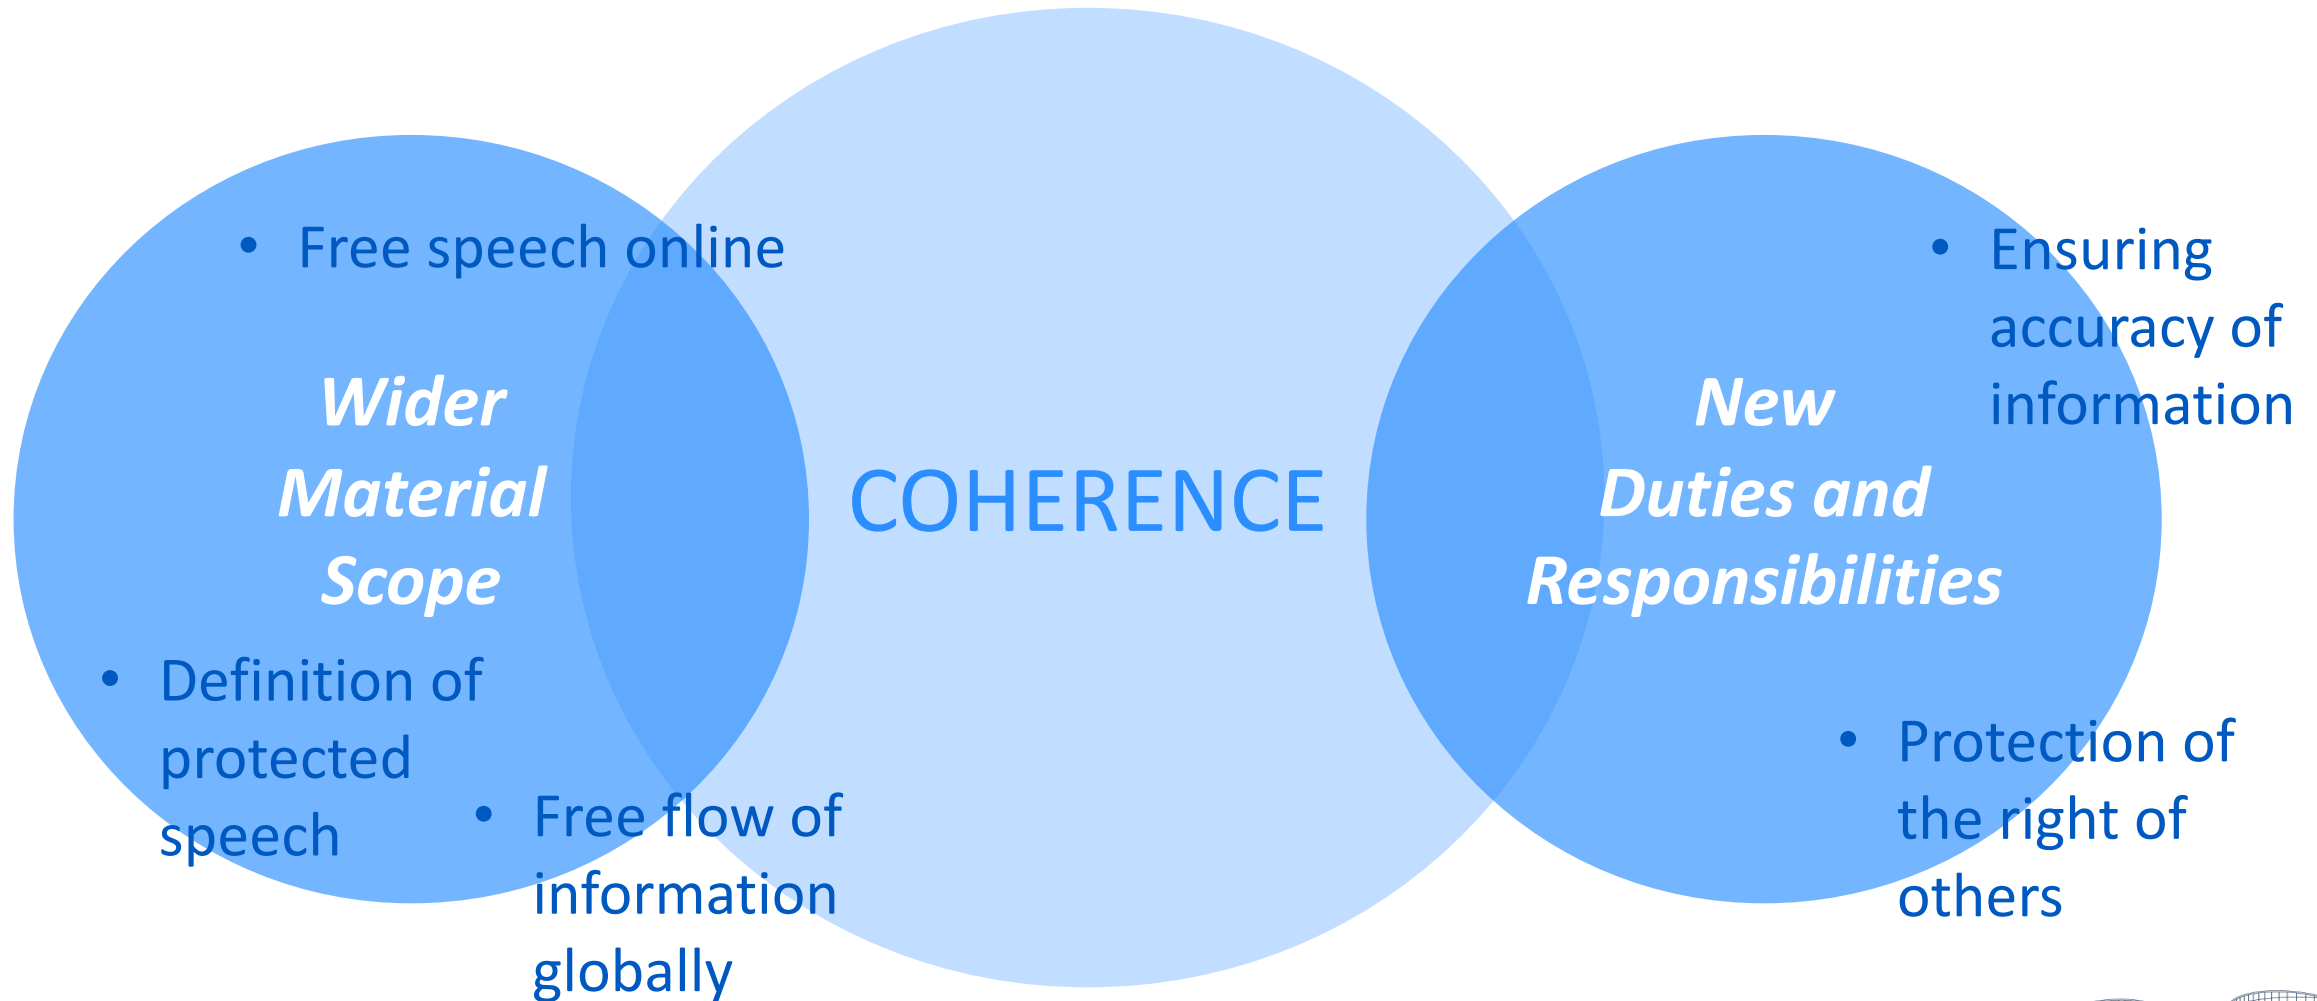 • Free speech online
Wider
Material
Scope
• Definition of
protected
speech
• Free flow of
information
globally
COHERENCE
• Ensuring
accuracy of
information
New
Duties and
Responsibilities
• Protection of
the right of
others